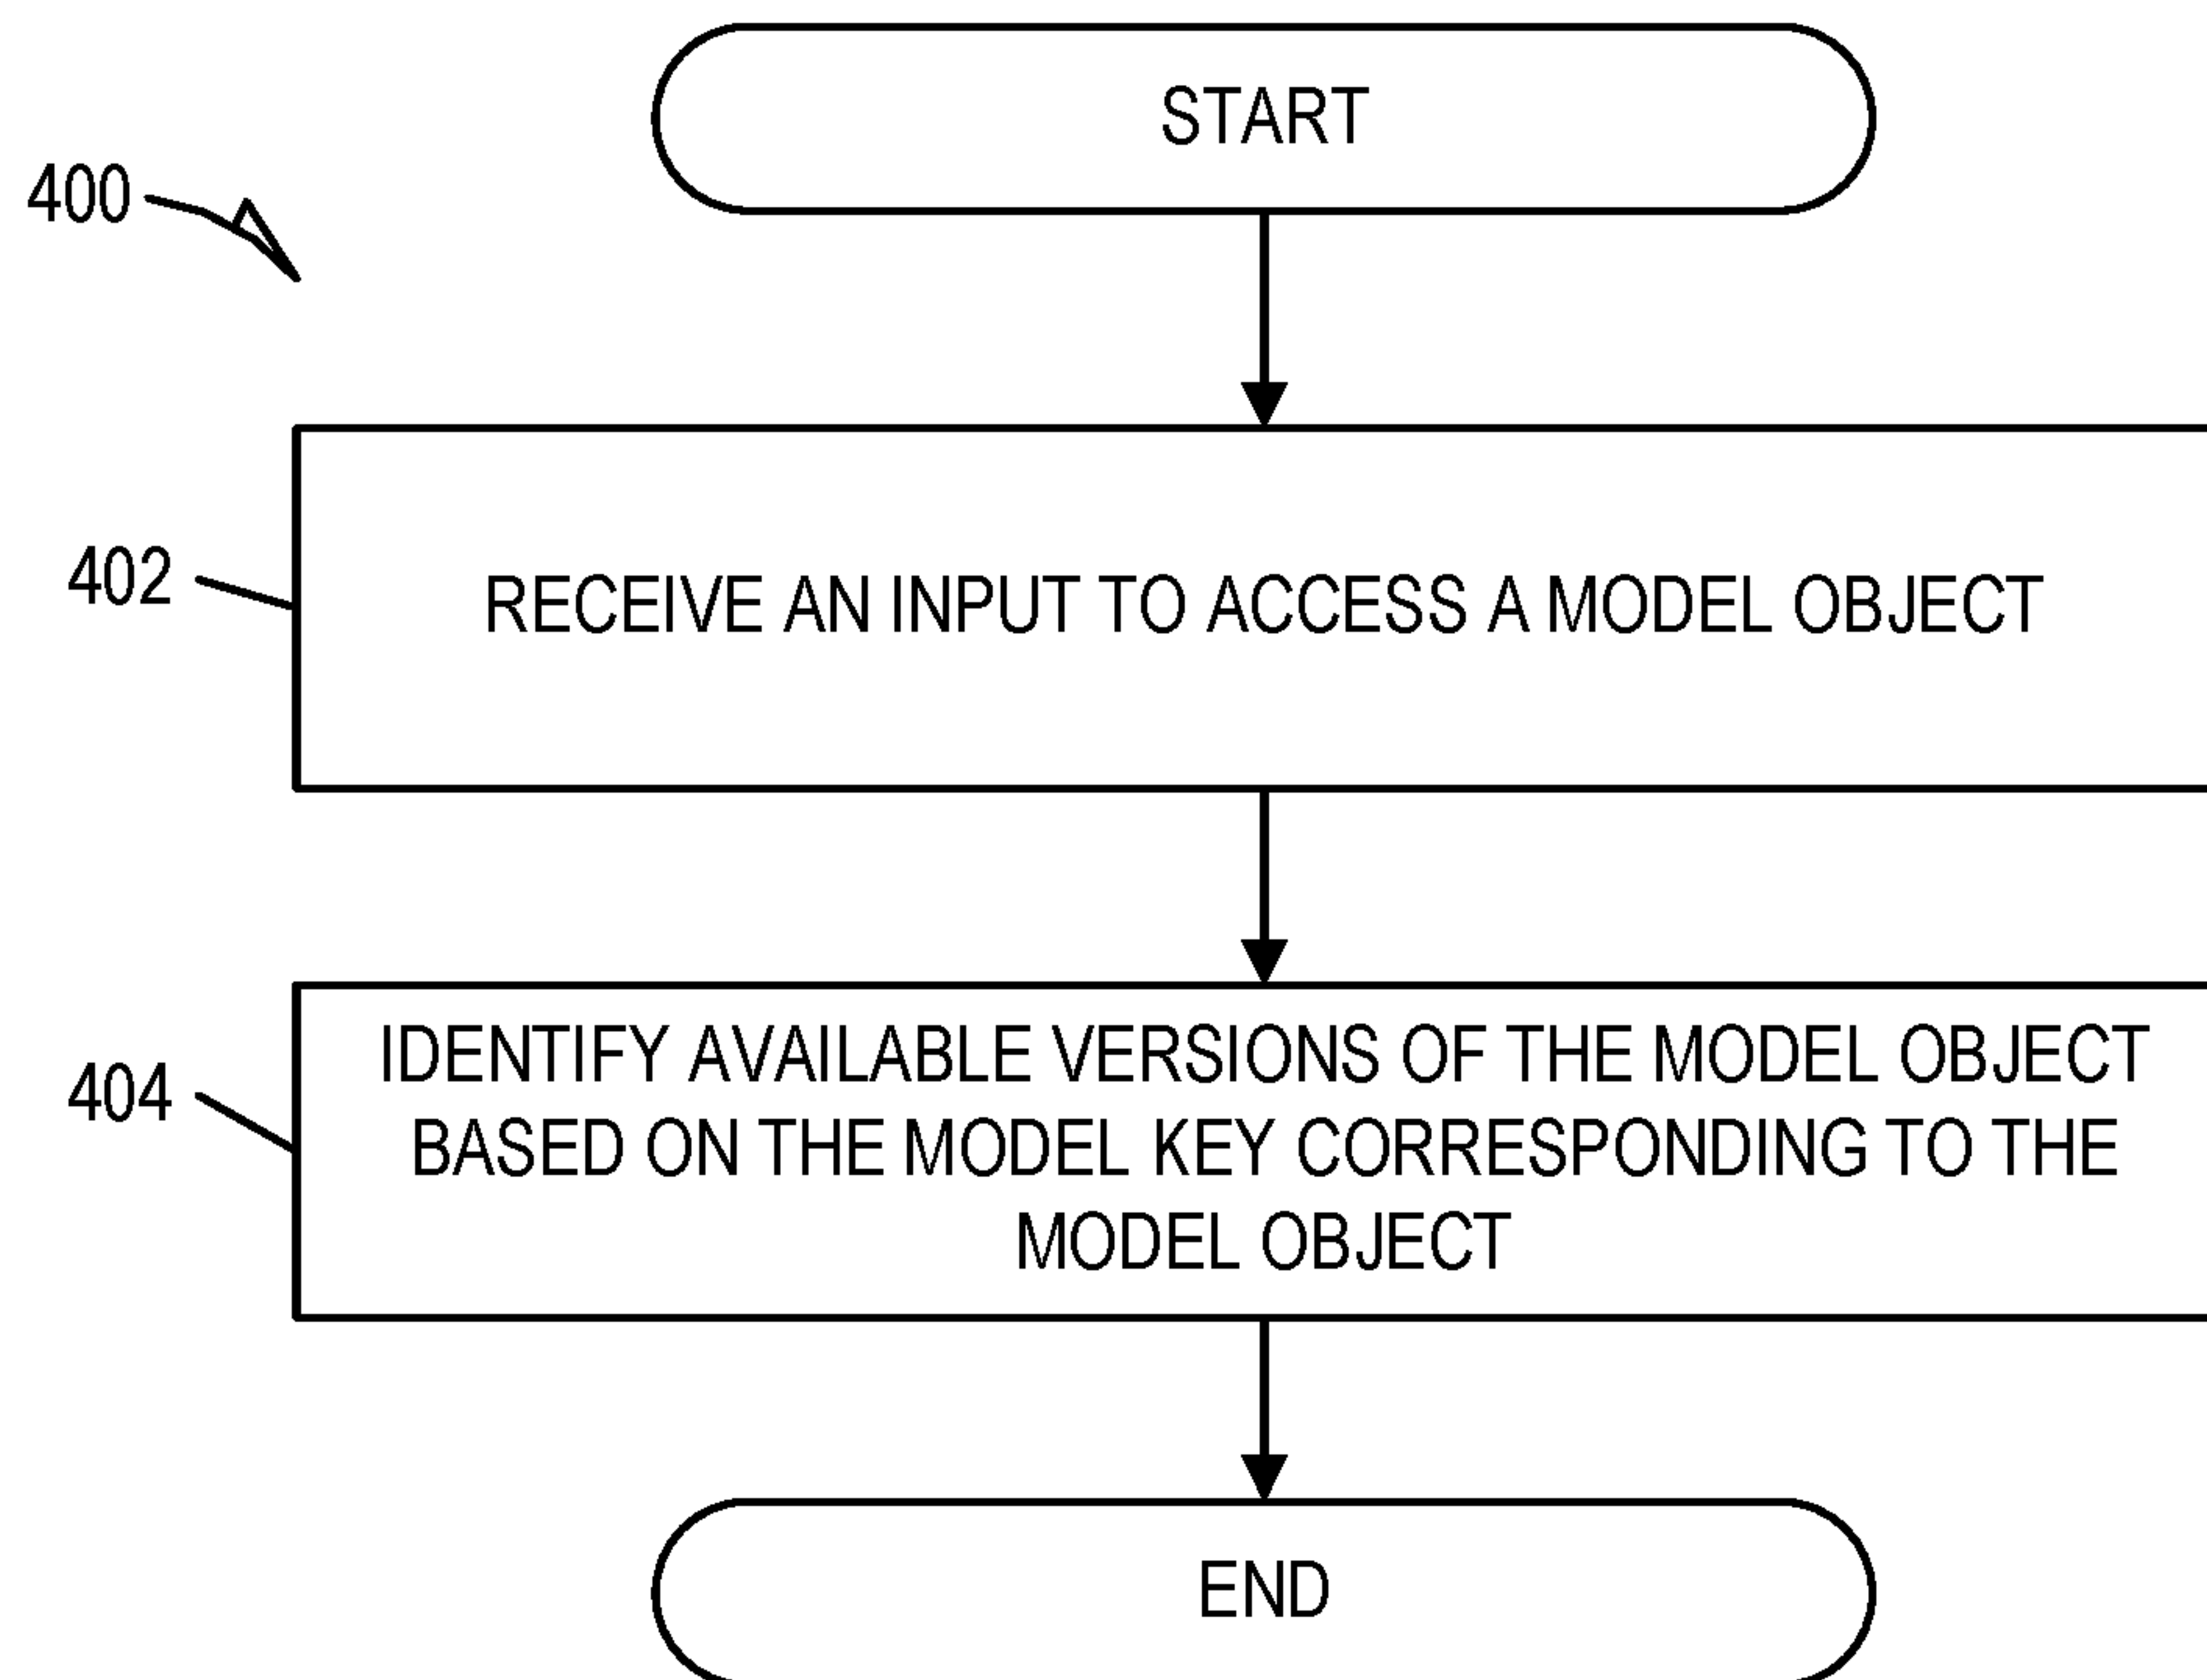 START
400
402
RECEIVE AN INPUT TO ACCESS A MODEL OBJECT
404
IDENTIFY AVAILABLE VERSIONS OF THE MODEL OBJECT
BASED ON THE MODEL KEY CORRESPONDING TO THE
MODEL OBJECT
END